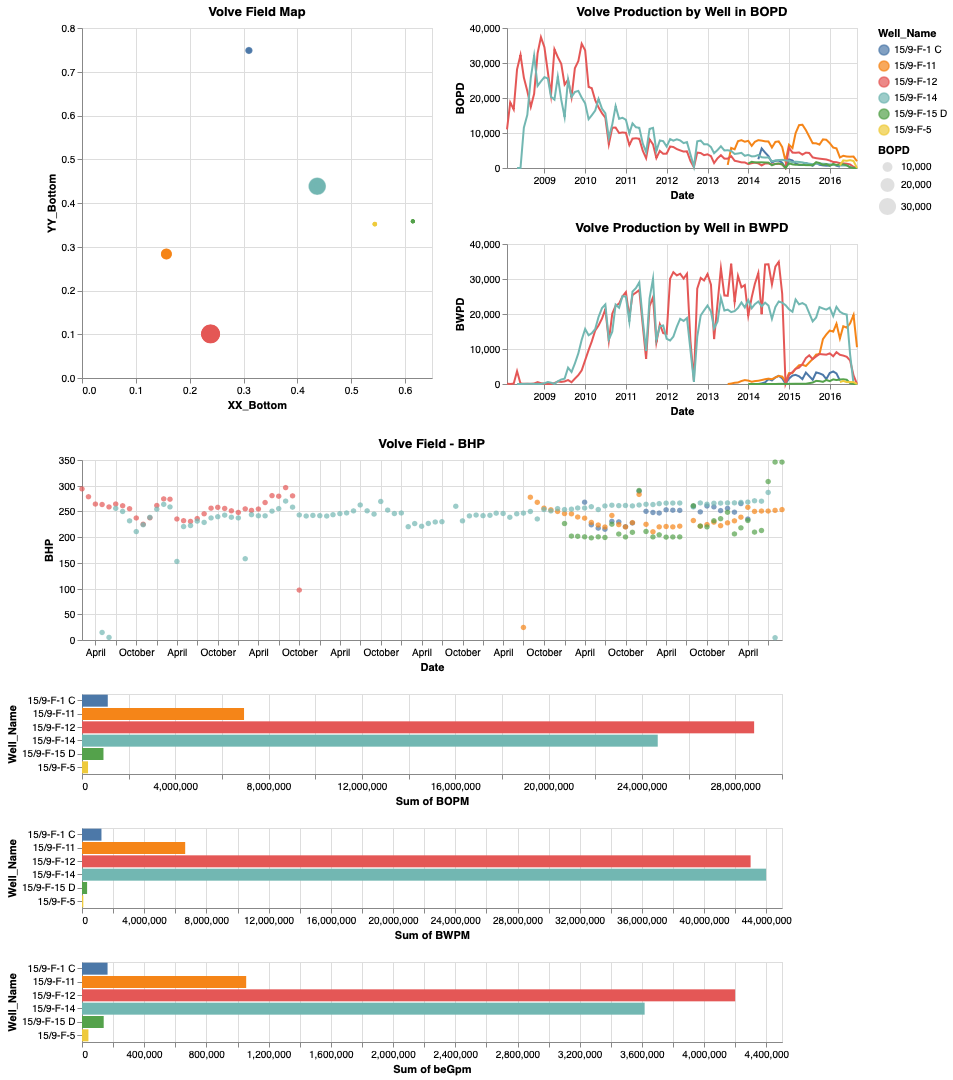 Volve Field Map
0.8
0.7
0.6
0.5
0.4
0.3
0.2
0.1
0.0
YY_Bottom
0.0 0.1 0.2 0.3 0.4 0.5 0.6
XX_Bottom
Volve Production by Well in BOPD
40,000
30,000
20,000
10,000
0
BOPD
2009 2010 2011 2012 2013 2014 2015 2016
Date
Well_Name
15/9-F-1 C
15/9-F-11
15/9-F-12
15/9-F-14
15/9-F-15 D
15/9-F-5
BOPD
10,000
20,000
30,000
Volve Production by Well in BWPD
40,000
30,000
20,000
10,000
0
BWPD
2009 2010 2011 2012 2013 2014 2015 2016
Date
Volve Field - BHP
350
300
250
200
150
100
50
0
BHP
April October April October April October April October April October April October April October April October April
Date
Well_Name
15/9-F-1 C
15/9-F-11
15/9-F-12
15/9-F-14
15/9-F-15 D
15/9-F-5
0 4,000,000 8,000,000 12,000,000 16,000,000 20,000,000 24,000,000 28,000,000
Sum of BOPM
Well_Name
15/9-F-1 C
15/9-F-11
15/9-F-12
15/9-F-14
15/9-F-15 D
15/9-F-5
0 4,000,000 8,000,000 12,000,000 16,000,000 20,000,000 24,000,000 28,000,000 32,000,000 36,000,000 40,000,000 44,000,000
Sum of BWPM
Well_Name
15/9-F-1 C
15/9-F-11
15/9-F-12
15/9-F-14
15/9-F-15 D
15/9-F-5
0 400,000 800,000 1,200,000 1,600,000 2,000,000 2,400,000 2,800,000 3,200,000 3,600,000 4,000,000 4,400,000
Sum of beGpm